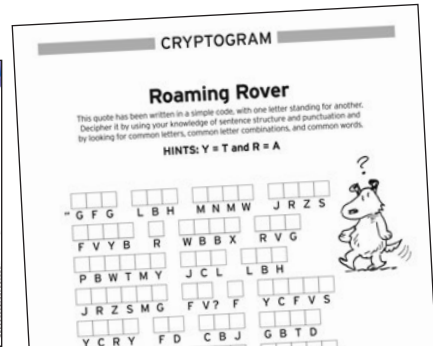 CRYPTOGRAM
Roaming Rover
This quote has been written in a simple code, with one letter standing for another.
Decipher it by using your knowledge of sentence structure and punctuation and
by looking for common letters, common letter combinations, and common words.
HINTS: Y = T and R = A
?
"G F G L B H M N M W J R Z S
F V Y B R W B B X R V G
P B W T M Y J C L L B H
J R Z S M G F V ? F Y C F V S
Y C R Y F D C B J G B T D